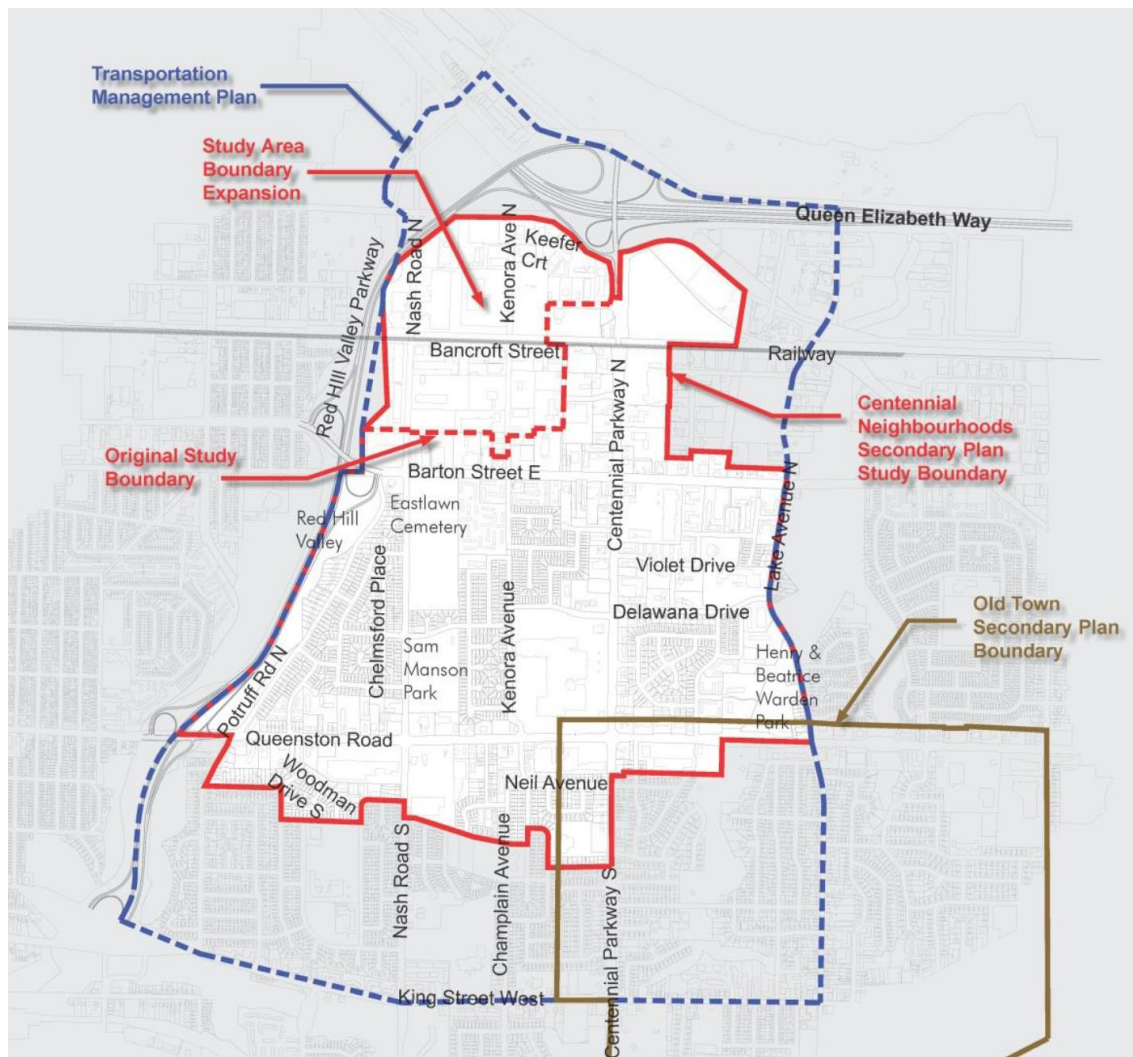 Transportation
Management Plan
Study Area
Boundary
Expansion
Queen Elizabeth Way
Nash Road N
Kenora Ave N
Keefer
Crt
Red Hill Valley Parkway
Bancroft Street
Railway
Centennial Parkway N
Centennial
Neighbourhoods
Secondary Plan
Study Boundary
Original Study
Boundary
Barton Street E
Lake Avenue N
Eastlawn
Cemetery
Red Hill
Valley
Chelmsford Place
Kenora Avenue
Violet Drive
Delawana Drive
Old Town
Secondary Plan
Boundary
Sam
Manson
Park
Henry &
Beatrice
Warden
Park
Potruff Rd N
Queenston Road
Woodman
Drive S
Neil Avenue
Nash Road S
Champlain Avenue
Centennial Parkway S
King Street West